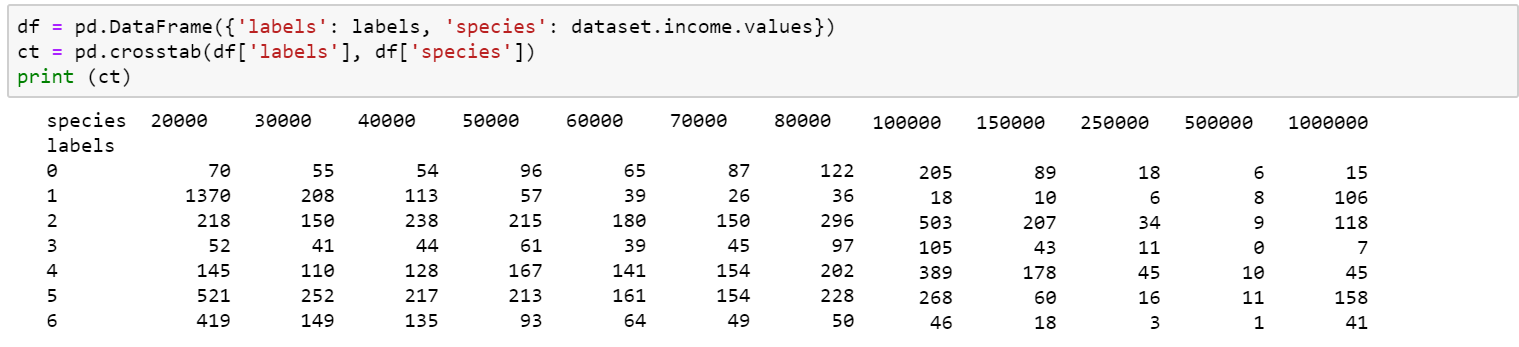 df = pd.DataFrame({'labels': labels, 'species': dataset.income.values})
ct = pd.crosstab(df['labels'], df['species'])
print (ct)
species 20000 30000 40000 50000 60000 70000 80000 100000 150000 250000 500000 1000000
labels
0 70 55 54 96 65 87 122 205 89 18 6 15
1 1370 208 113 57 39 26 36 18 10 6 8 106
2 218 150 238 215 180 150 296 503 207 34 9 118
3 52 41 44 61 39 45 97 105 43 11 0 7
4 145 110 128 167 141 154 202 389 178 45 10 45
5 521 252 217 213 161 154 228 268 60 16 11 158
6 419 149 135 93 64 49 50 46 18 3 1 41